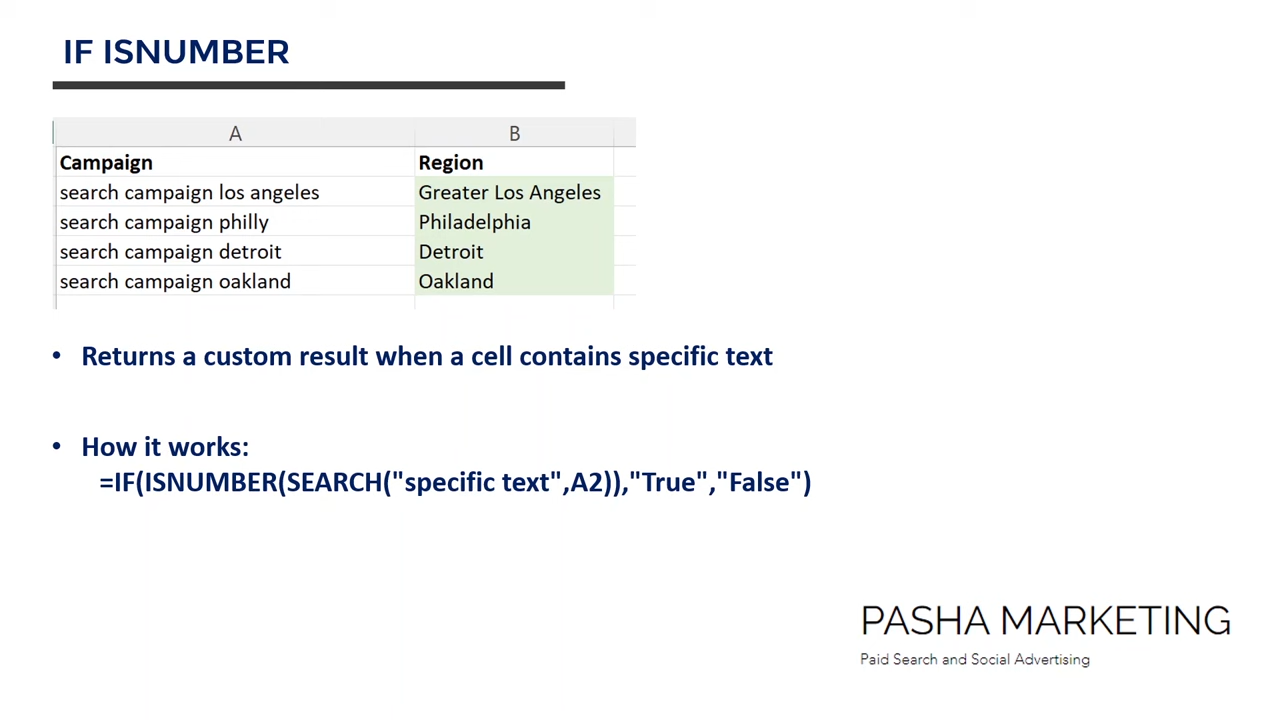 IF ISNUMBER
A B
Campaign Region
search campaign los angeles Greater Los Angeles
search campaign philly Philadelphia
search campaign detroit Detroit
search campaign oakland Oakland
• Returns a custom result when a cell contains specific text
• How it works:
=IF(ISNUMBER(SEARCH("specific text",A2)),"True","False")
PASHA MARKETING
Paid Search and Social Advertising